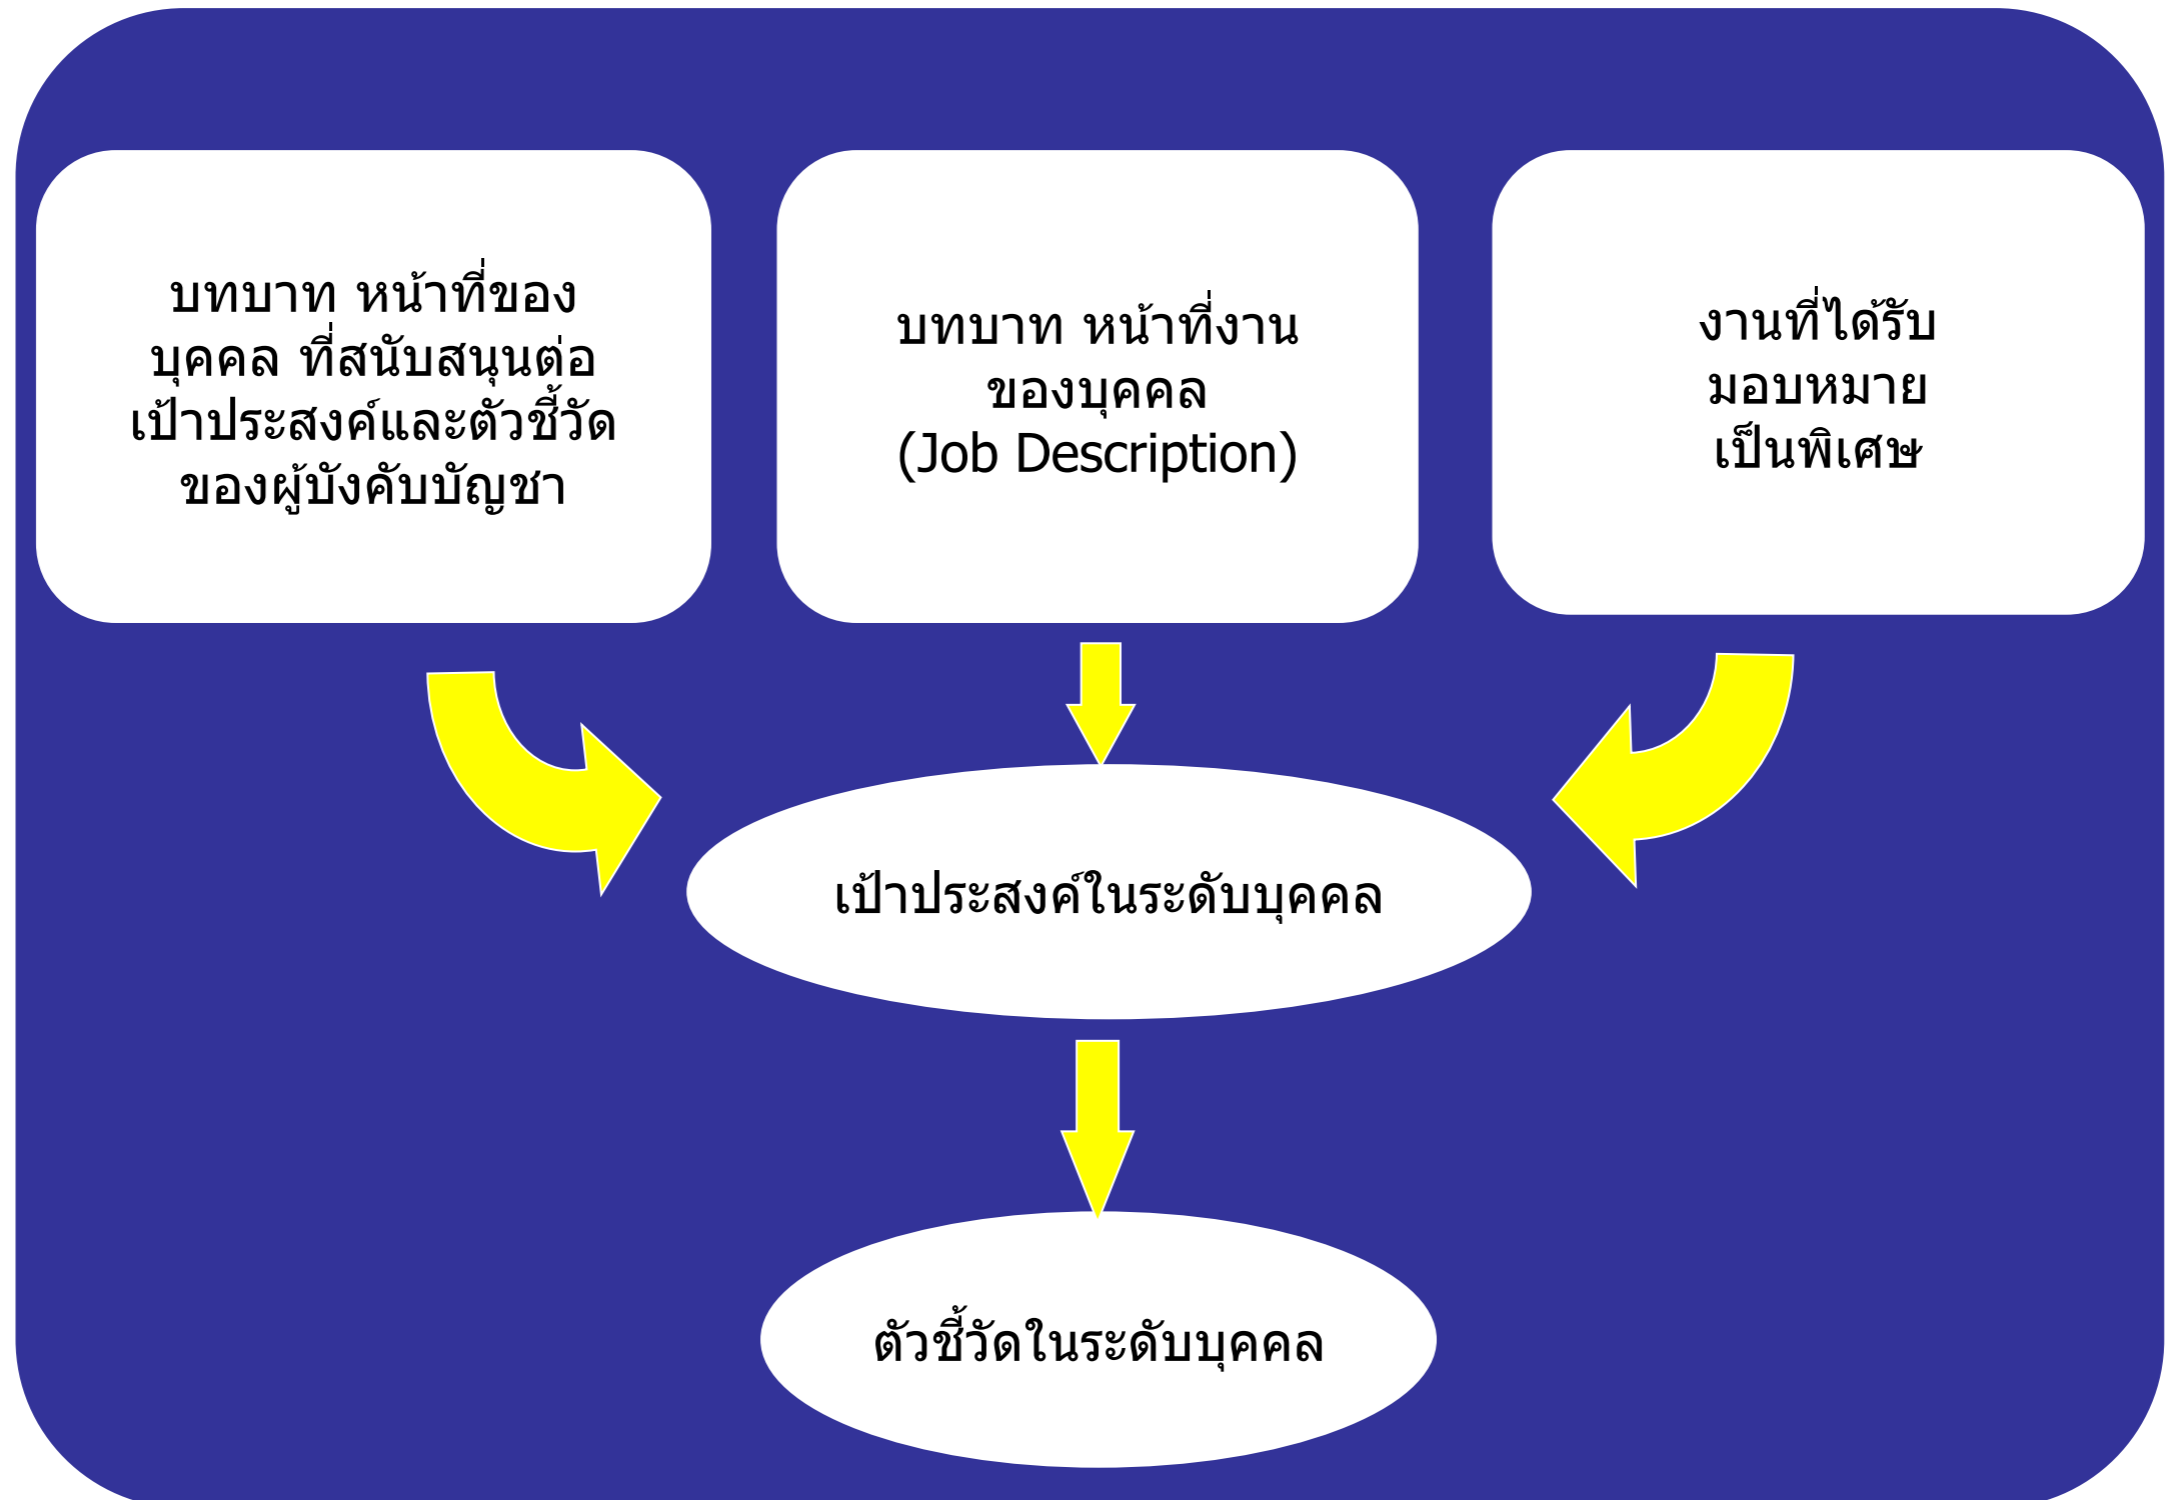 บทบาท หน้าที่ของ
บุคคล ที่สนับสนุนต่อ
เป้าประสงค์และตัวชี้วัด
ของผู้บังคับบัญชา
บทบาท หน้าที่งาน
ของบุคคล
(Job Description)
งานที่ได้รับ
มอบหมาย
เป็นพิเศษ
เป้าประสงค์ในระดับบุคคล
ตัวชี้วัดในระดับบุคคล